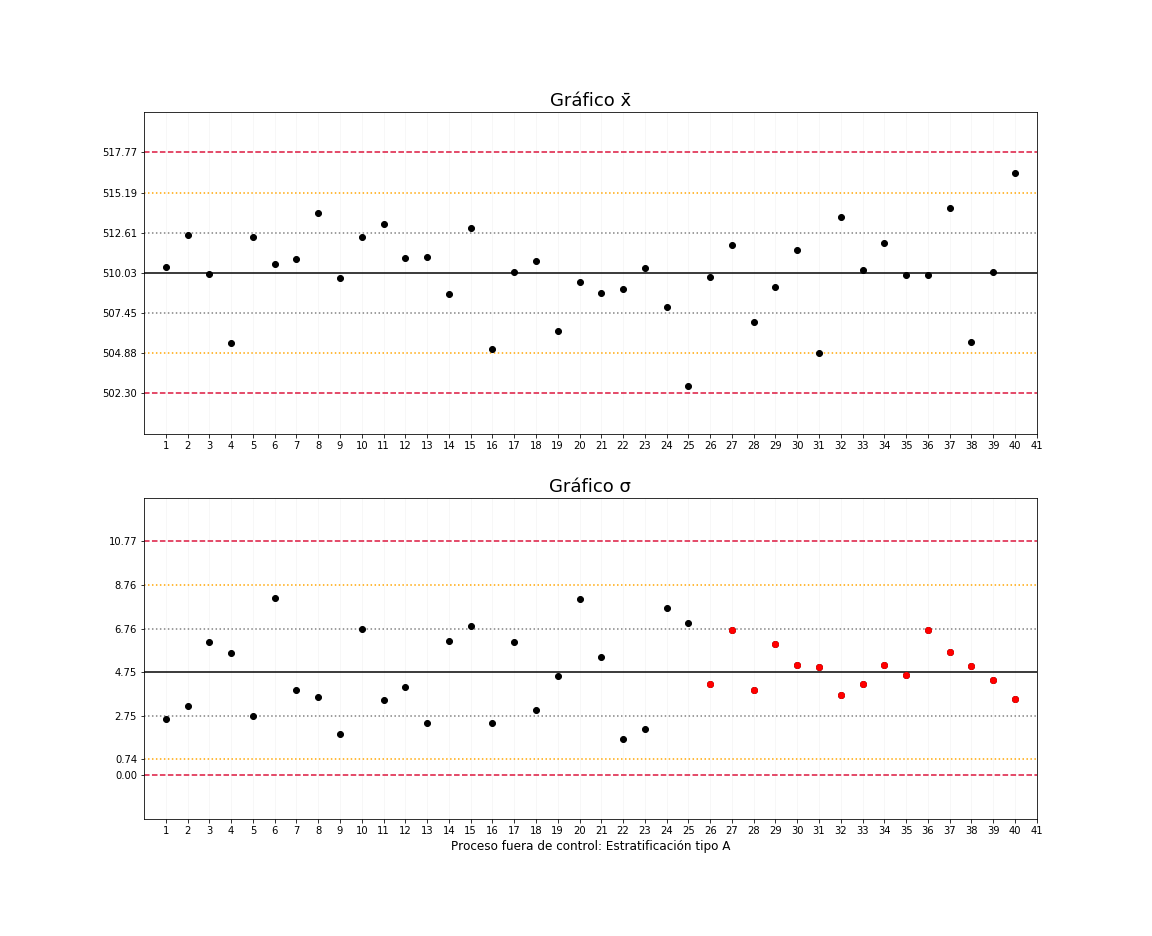 Gráfico x̄
517.77
515.19
512.61
510.03
507.45
504.88
502.30
1 2 3 4 5 6 7 8 9 10 11 12 13 14 15 16 17 18 19 20 21 22 23 24 25 26 27 28 29 30 31 32 33 34 35 36 37 38 39 40 41
Gráfico σ
10.77
8.76
6.76
4.75
2.75
0.74
0.00
1 2 3 4 5 6 7 8 9 10 11 12 13 14 15 16 17 18 19 20 21 22 23 24 25 26 27 28 29 30 31 32 33 34 35 36 37 38 39 40 41
Proceso fuera de control: Estratificación tipo A